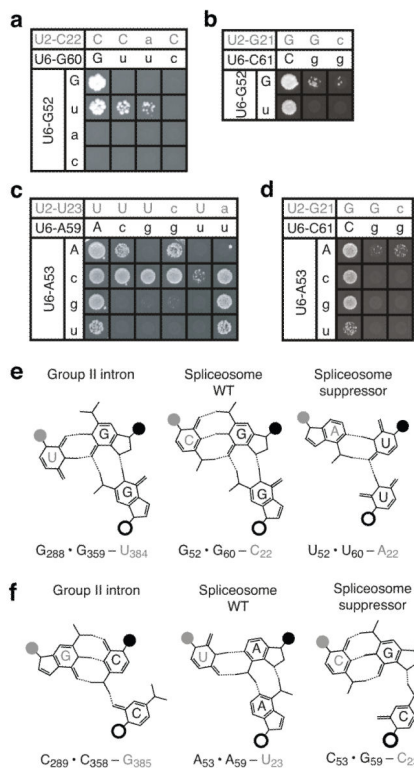 a
U2-C22 C C a C
U6-G60 G u u c
U6-G52
G
u
a
c
b
U2-G21 G G c
U6-C61 C g g
U6-G52
G
u
c
U2-U23 U U U c U a
U6-A59 A c g g u u
U6-A53
A
c
g
u
d
U2-G21 G G c
U6-C61 C g g
U6-A53
A
c
g
u
e
Group II intron
Spliceosome
WT
Spliceosome
suppressor
U G G
C G G
A U U
G288 • G359 – U384
G52 • G60 – C22
U52 • U60 – A22
f
Group II intron
Spliceosome
WT
Spliceosome
suppressor
G C C
U A A
C G C
C289 • C358 – G385
A53 • A59 – U23
C53 • G59 – C